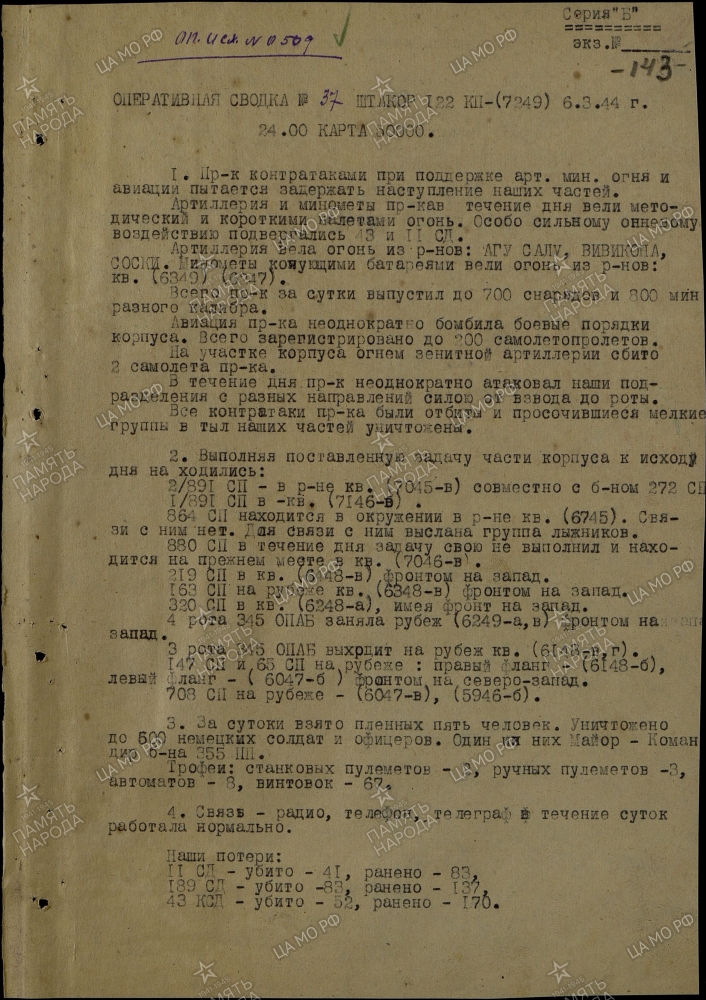 Серия "Б"
экз.№
оп. исх. № 0509
-143-
ОПЕРАТИВНАЯ СВОДКА № 37 ШТАКОР 122 КП-(7249) 6.3.44 г.
24.00 КАРТА 50000.
1. Пр-к контратаками при поддержке арт. мин. огня и
авиации пытается задержать наступление наших частей.
Артиллерия и минометы пр-кав течение дня вели мето-
дический и короткими налетами огонь. Особо сильному огневому
воздействию подвергались 43 и 11 СД.
Артиллерия вела огонь из р-нов: АГУ САЛУ, ВИВИКОНА,
СОСКИ. Минометы кочующими батареями вели огонь из р-нов:
кв. (6349) (6247).
Всего пр-к за сутки выпустил до 700 снарядов и 800 мин
разного калибра.
Авиация пр-ка неоднократно бомбила боевые порядки
корпуса. Всего зарегистрировано до 200 самолетопролетов.
На участке корпуса огнем зенитной артиллерии сбито
2 самолета пр-ка.
В течение дня пр-к неоднократно атаковал наши под-
разделения с разных направлений силою от взвода до роты.
Все контратаки пр-ка были отбиты и просочившиеся мелкие
группы в тыл наших частей уничтожены.
2. Выполняя поставленную задачу части корпуса к исходу
дня на ходились:
2/891 СП - в р-не кв. (7045-в) совместно с б-ном 272 СП
1/891 СП в -кв. (7146-в) .
864 СП находится в окружении в р-не кв. (6745). Свя-
зи с ним нет. Для связи с ним выслана группа лыжников.
880 СП в течение дня задачу свою не выполнил и нахо-
дится на прежнем месте в кв. (7046-в).
219 СП в кв. (6448-в) фронтом на запад.
163 СП на рубеже кв. (6348-в) фронтом на запад.
320 СП в кв. (6248-а), имея фронт на запад.
4 рота 345 ОПАБ заняла рубеж (6249-а,в) фронтом на
запад.
3 рота 345 ОПАБ выходит на рубеж кв. (6148-в,г).
147 СП и 65 СП на рубеже : правый фланг - (6148-б),
левый фланг - ( 6047-б ) фронтом на северо-запад.
708 СП на рубеже - (6047-в), (5946-б).
3. За сутоки взято пленных пять человек. Уничтожено
до 500 немецких солдат и офицеров. Один из них Майор - Коман
дир б-на 355 ПП.
Трофеи: станковых пулеметов - 2, ручных пулеметов -3,
автоматов - 8, винтовок - 67.
4. Связь - радио, телефон, телеграф в течение суток
работала нормально.
Наши потери:
11 СД - убито - 41, ранено - 83,
189 СД - убито -83, ранено - 137,
43 КСД - убито - 52, ранено - 170.